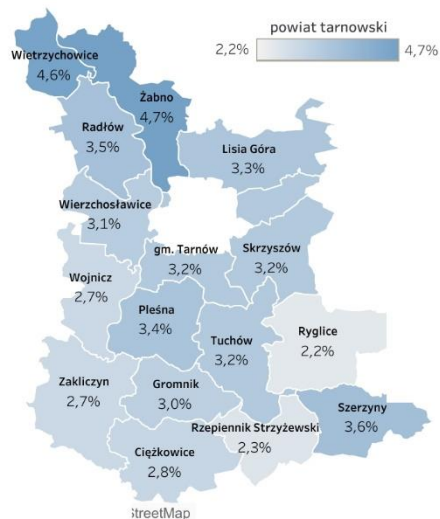 powiat tarnowski
2,2%
4,7%
Wietrzychowice
4,6%
Żabno
4,7%
Radłów
3,5%
Lisia Góra
3,3%
Wierzchosławice
3,1%
gm. Tarnów
3,2%
Skrzyszów
3,2%
Wojnicz
2,7%
Pleśna
3,4%
Tuchów
3,2%
Ryglice
2,2%
Zakliczyn
2,7%
Gromnik
3,0%
Szerzyny
3,6%
Rzepiennik Strzyżewski
2,3%
Ciężkowice
2,8%
StreetMap